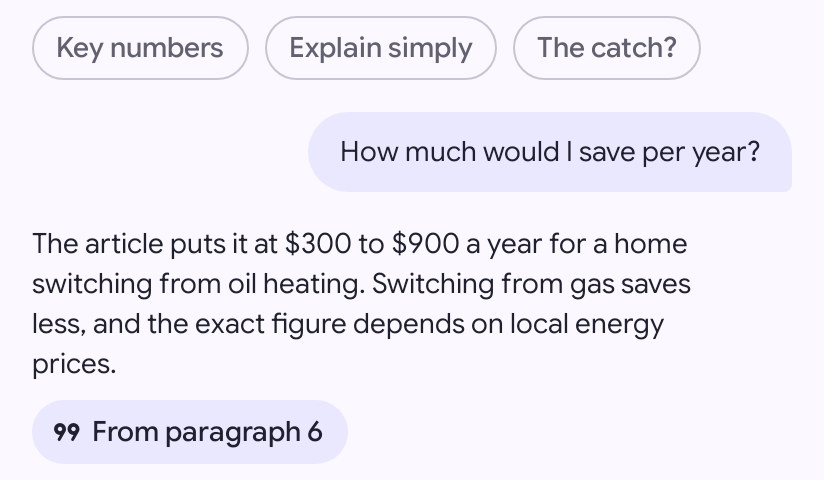 Key numbers Explain simply The catch?
How much would I save per year?
The article puts it at $300 to $900 a year for a home
switching from oil heating. Switching from gas saves
less, and the exact figure depends on local energy
prices.
From paragraph 6